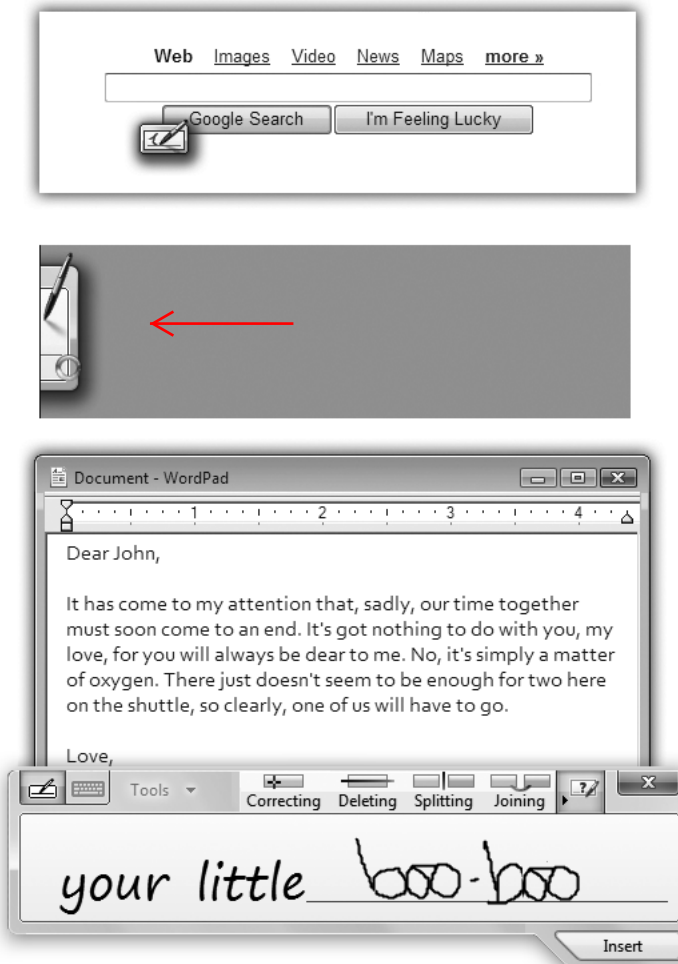 Web Images Video News Maps more »
Google Search I'm Feeling Lucky
Document - WordPad
1 2 3 4
Dear John,
It has come to my attention that, sadly, our time together
must soon come to an end. It's got nothing to do with you, my
love, for you will always be dear to me. No, it's simply a matter
of oxygen. There just doesn't seem to be enough for two here
on the shuttle, so clearly, one of us will have to go.
Love,
Tools
Correcting Deleting Splitting Joining
your little boo-boo
Insert